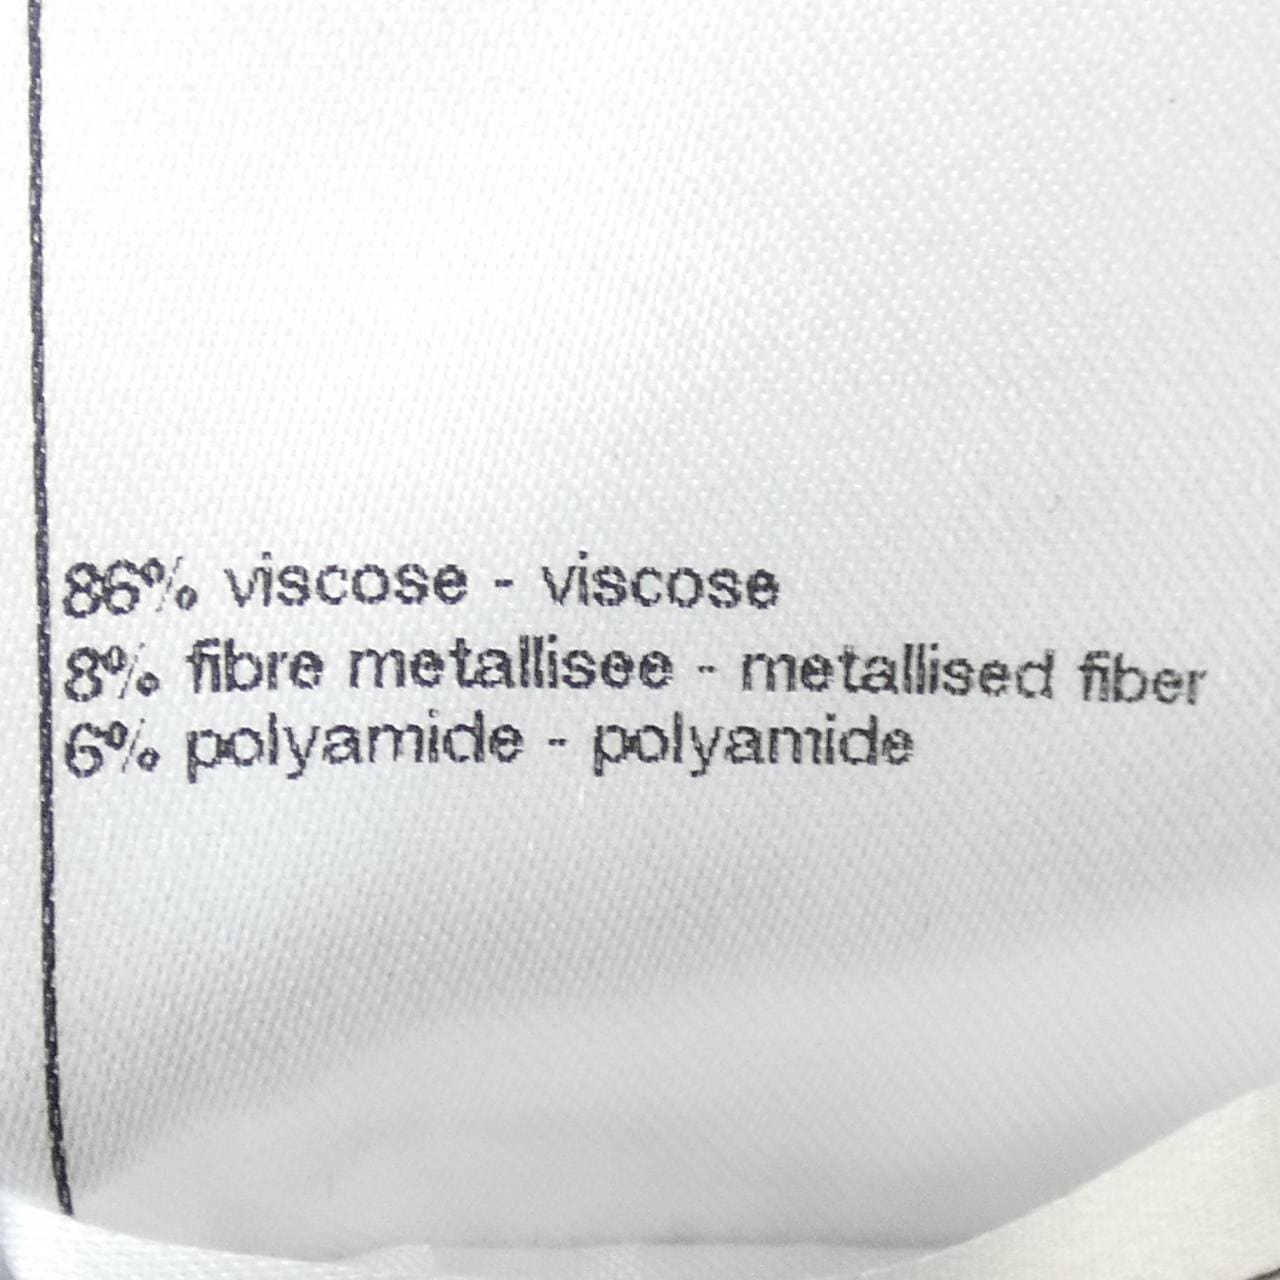 86% viscose - viscose
8% fibre metallisee - metallised fiber
6% polyamide - polyamide